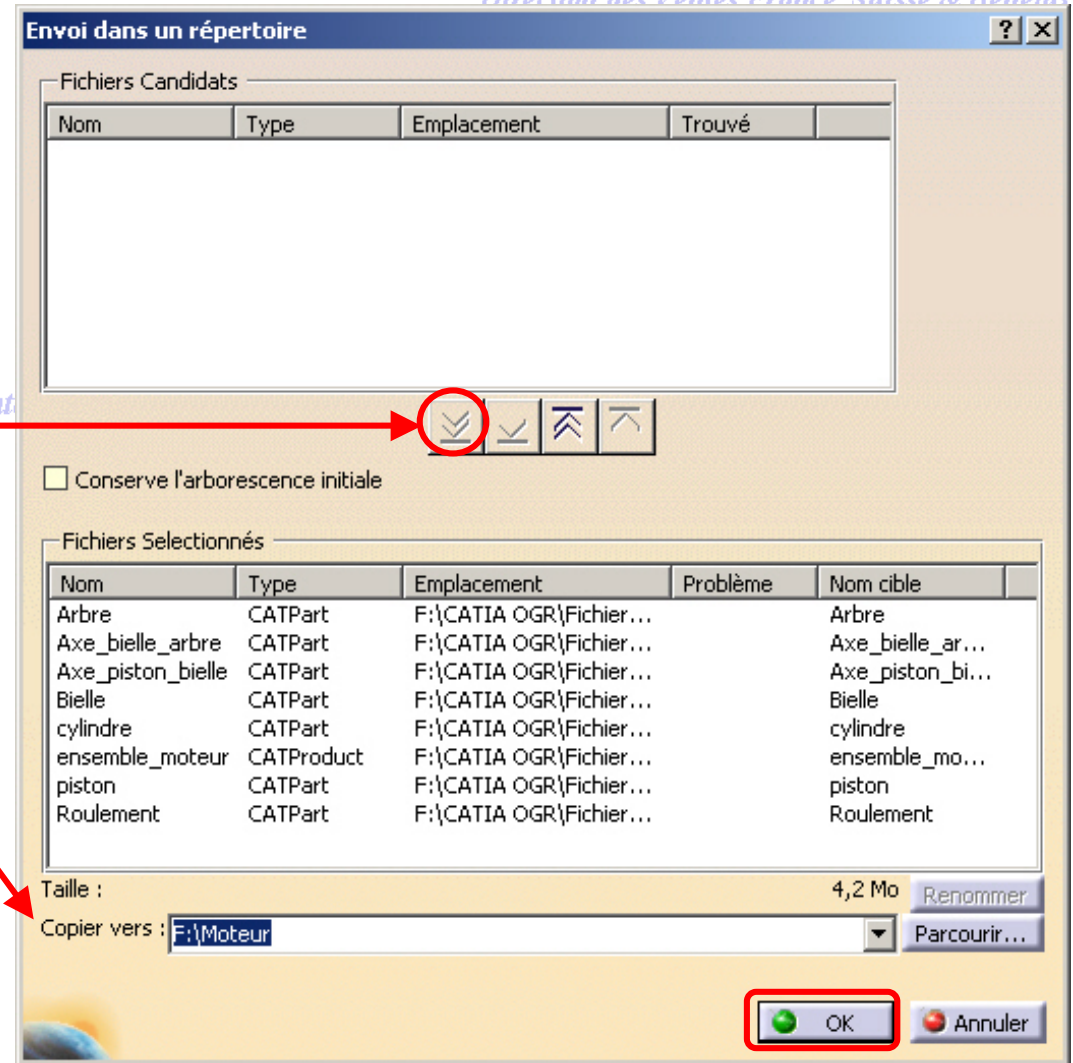 Envoi dans un répertoire
Fichiers Candidats
Nom Type Emplacement Trouvé
Conserve l'arborescence initiale
Fichiers Selectionnés
Nom Type Emplacement Problème Nom cible
Arbre CATPart F:\CATIA OGR\Fichier... Arbre
Axe_bielle_arbre CATPart F:\CATIA OGR\Fichier... Axe_bielle_ar...
Axe_piston_bielle CATPart F:\CATIA OGR\Fichier... Axe_piston_bi...
Bielle CATPart F:\CATIA OGR\Fichier... Bielle
cylindre CATPart F:\CATIA OGR\Fichier... cylindre
ensemble_moteur CATProduct F:\CATIA OGR\Fichier... ensemble_mo...
piston CATPart F:\CATIA OGR\Fichier... piston
Roulement CATPart F:\CATIA OGR\Fichier... Roulement
Taille : 4,2 Mo Renommer
Copier vers : F:\Moteur Parcourir...
OK Annuler